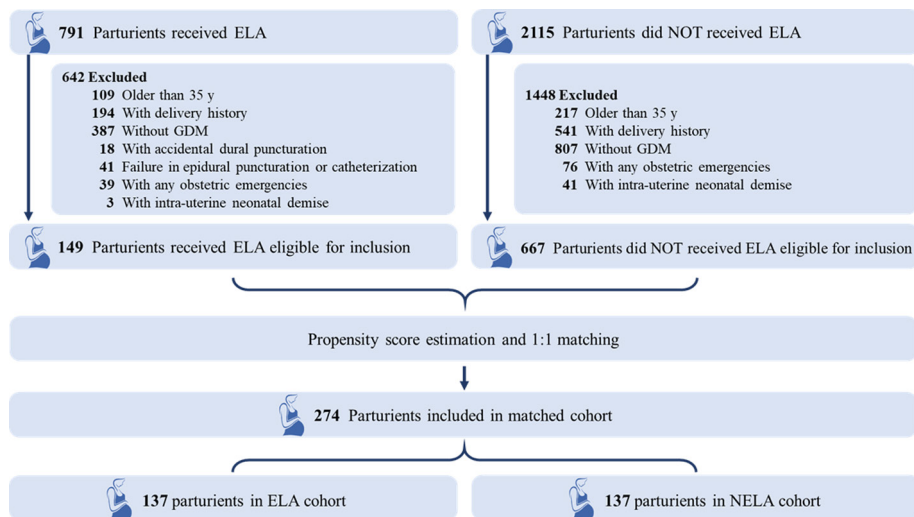 791 Parturients received ELA
2115 Parturients did NOT received ELA
642 Excluded
109 Older than 35 y
194 With delivery history
387 Without GDM
18 With accidental dural puncturation
41 Failure in epidural puncturation or catheterization
39 With any obstetric emergencies
3 With intra-uterine neonatal demise
1448 Excluded
217 Older than 35 y
541 With delivery history
807 Without GDM
76 With any obstetric emergencies
41 With intra-uterine neonatal demise
149 Parturients received ELA eligible for inclusion
667 Parturients did NOT received ELA eligible for inclusion
Propensity score estimation and 1:1 matching
274 Parturients included in matched cohort
137 parturients in ELA cohort
137 parturients in NELA cohort